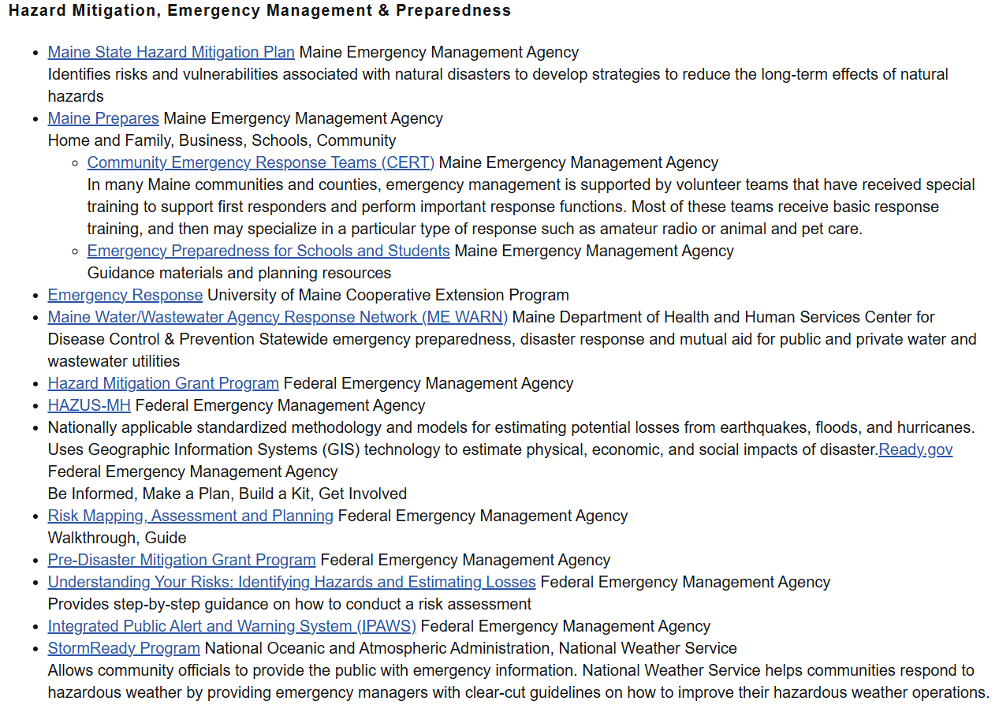 Hazard Mitigation, Emergency Management & Preparedness
Maine State Hazard Mitigation Plan Maine Emergency Management Agency
Identifies risks and vulnerabilities associated with natural disasters to develop strategies to reduce the long-term effects of natural
hazards
Maine Prepares Maine Emergency Management Agency
Home and Family, Business, Schools, Community
Community Emergency Response Teams (CERT) Maine Emergency Management Agency
In many Maine communities and counties, emergency management is supported by volunteer teams that have received special
training to support first responders and perform important response functions. Most of these teams receive basic response
training, and then may specialize in a particular type of response such as amateur radio or animal and pet care.
Emergency Preparedness for Schools and Students Maine Emergency Management Agency
Guidance materials and planning resources
Emergency Response University of Maine Cooperative Extension Program
Maine Water/Wastewater Agency Response Network (ME WARN) Maine Department of Health and Human Services Center for
Disease Control & Prevention Statewide emergency preparedness, disaster response and mutual aid for public and private water and
wastewater utilities
Hazard Mitigation Grant Program Federal Emergency Management Agency
HAZUS-MH Federal Emergency Management Agency
Nationally applicable standardized methodology and models for estimating potential losses from earthquakes, floods, and hurricanes.
Uses Geographic Information Systems (GIS) technology to estimate physical, economic, and social impacts of disaster.Ready.gov
Federal Emergency Management Agency
Be Informed, Make a Plan, Build a Kit, Get Involved
Risk Mapping, Assessment and Planning Federal Emergency Management Agency
Walkthrough, Guide
Pre-Disaster Mitigation Grant Program Federal Emergency Management Agency
Understanding Your Risks: Identifying Hazards and Estimating Losses Federal Emergency Management Agency
Provides step-by-step guidance on how to conduct a risk assessment
Integrated Public Alert and Warning System (IPAWS) Federal Emergency Management Agency
StormReady Program National Oceanic and Atmospheric Administration, National Weather Service
Allows community officials to provide the public with emergency information. National Weather Service helps communities respond to
hazardous weather by providing emergency managers with clear-cut guidelines on how to improve their hazardous weather operations.